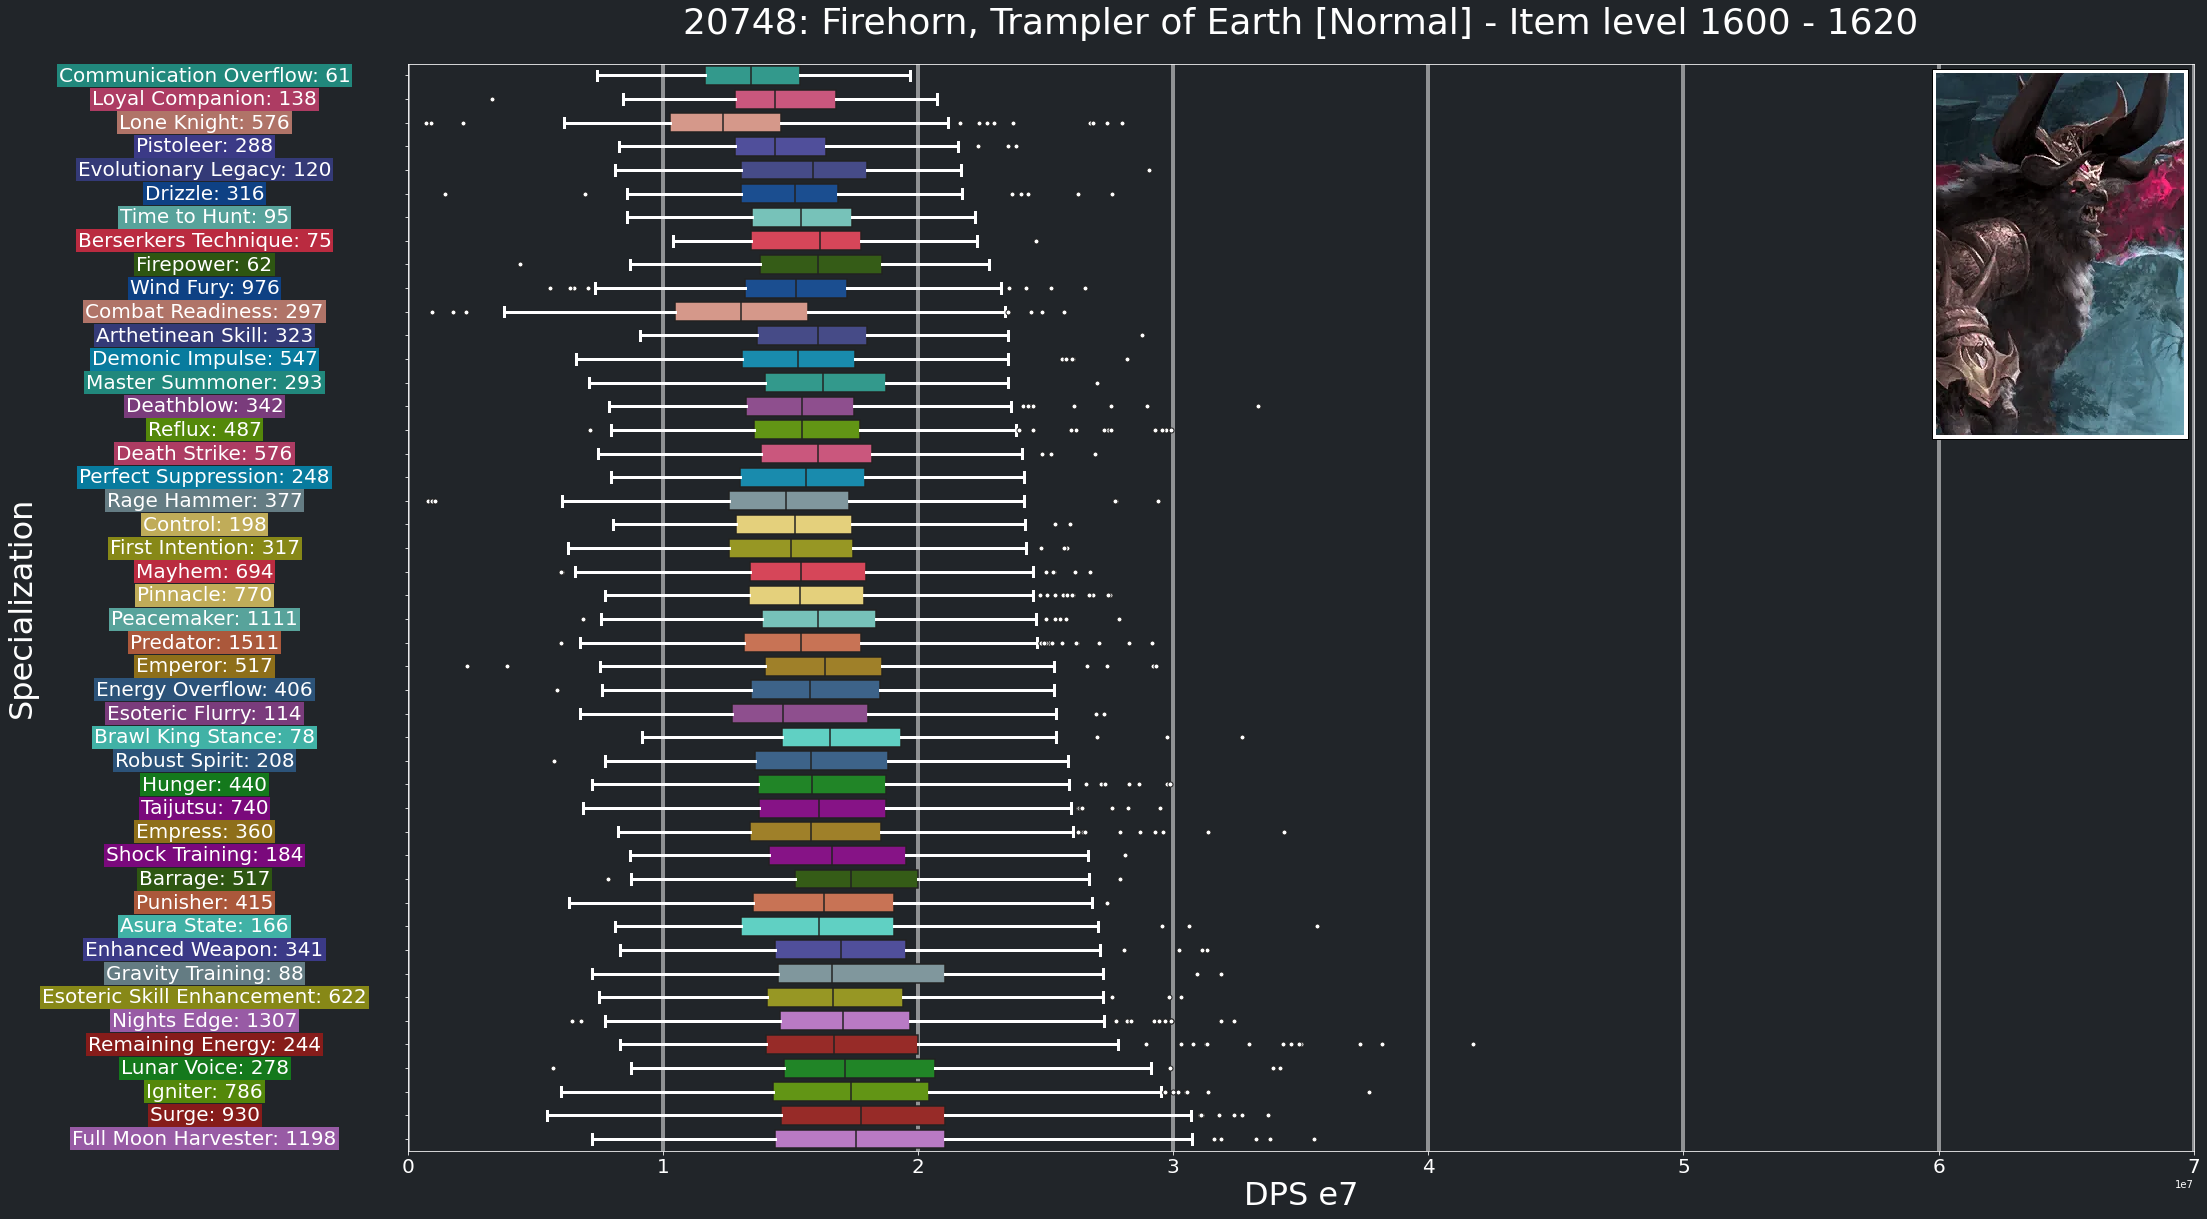 20748: Firehorn, Trampler of Earth [Normal] - Item level 1600 - 1620
Specialization
Communication Overflow: 61
Loyal Companion: 138
Lone Knight: 576
Pistoleer: 288
Evolutionary Legacy: 120
Drizzle: 316
Time to Hunt: 95
Berserkers Technique: 75
Firepower: 62
Wind Fury: 976
Combat Readiness: 297
Arthetinean Skill: 323
Demonic Impulse: 547
Master Summoner: 293
Deathblow: 342
Reflux: 487
Death Strike: 576
Perfect Suppression: 248
Rage Hammer: 377
Control: 198
First Intention: 317
Mayhem: 694
Pinnacle: 770
Peacemaker: 1111
Predator: 1511
Emperor: 517
Energy Overflow: 406
Esoteric Flurry: 114
Brawl King Stance: 78
Robust Spirit: 208
Hunger: 440
Taijutsu: 740
Empress: 360
Shock Training: 184
Barrage: 517
Punisher: 415
Asura State: 166
Enhanced Weapon: 341
Gravity Training: 88
Esoteric Skill Enhancement: 622
Nights Edge: 1307
Remaining Energy: 244
Lunar Voice: 278
Igniter: 786
Surge: 930
Full Moon Harvester: 1198
0 1 2 3 4 5 6 7
DPS e7
1e7